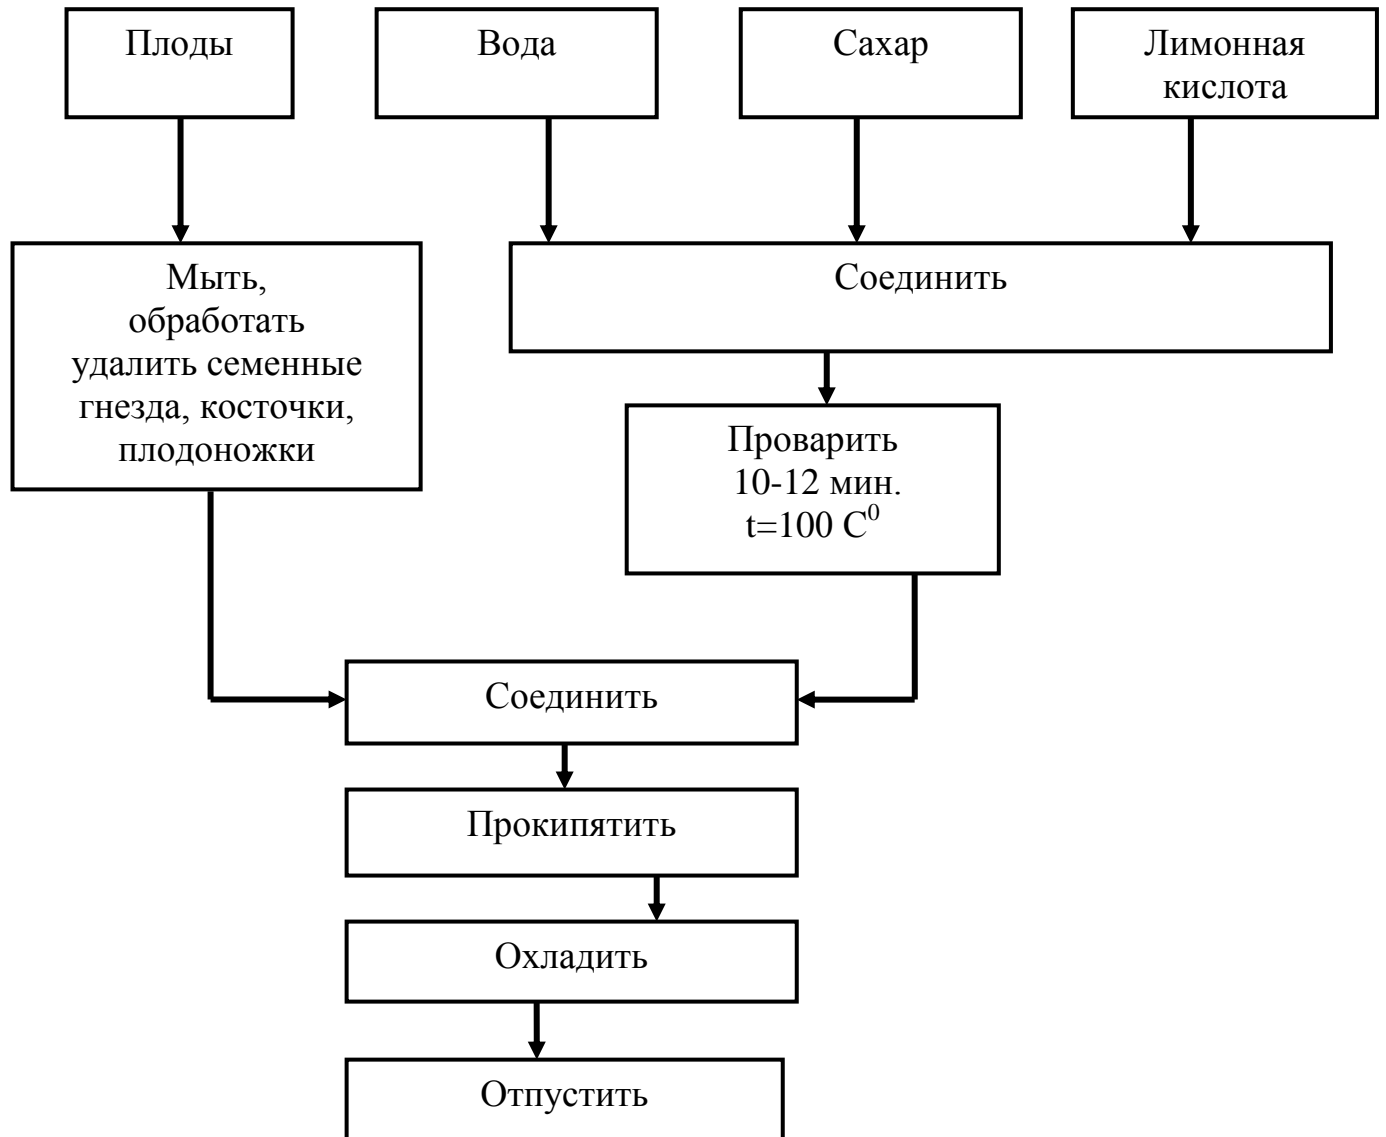 Плоды
Вода
Сахар
Лимонная
кислота
Мыть,
обработать
удалить семенные
гнезда, косточки,
плодоножки
Соединить
Проварить
10-12 мин.
t=100 C⁰
Соединить
Прокипятить
Охладить
Отпустить